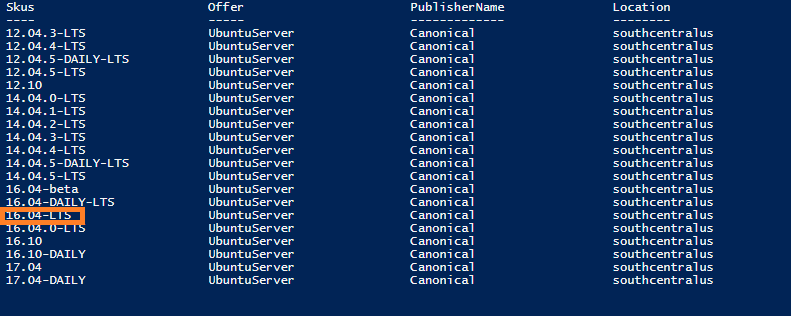 Skus Offer PublisherName Location
---- ----- ------------- --------
12.04.3-LTS UbuntuServer Canonical southcentralus
12.04.4-LTS UbuntuServer Canonical southcentralus
12.04.5-DAILY-LTS UbuntuServer Canonical southcentralus
12.04.5-LTS UbuntuServer Canonical southcentralus
12.10 UbuntuServer Canonical southcentralus
14.04.0-LTS UbuntuServer Canonical southcentralus
14.04.1-LTS UbuntuServer Canonical southcentralus
14.04.2-LTS UbuntuServer Canonical southcentralus
14.04.3-LTS UbuntuServer Canonical southcentralus
14.04.4-LTS UbuntuServer Canonical southcentralus
14.04.5-DAILY-LTS UbuntuServer Canonical southcentralus
14.04.5-LTS UbuntuServer Canonical southcentralus
16.04-beta UbuntuServer Canonical southcentralus
16.04-DAILY-LTS UbuntuServer Canonical southcentralus
16.04-LTS UbuntuServer Canonical southcentralus
16.04.0-LTS UbuntuServer Canonical southcentralus
16.10 UbuntuServer Canonical southcentralus
16.10-DAILY UbuntuServer Canonical southcentralus
17.04 UbuntuServer Canonical southcentralus
17.04-DAILY UbuntuServer Canonical southcentralus